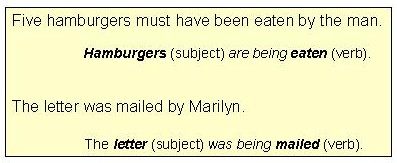 Five hamburgers must have been eaten by the man.
Hamburgers (subject) are being eaten (verb).
The letter was mailed by Marilyn.
The letter (subject) was being mailed (verb).